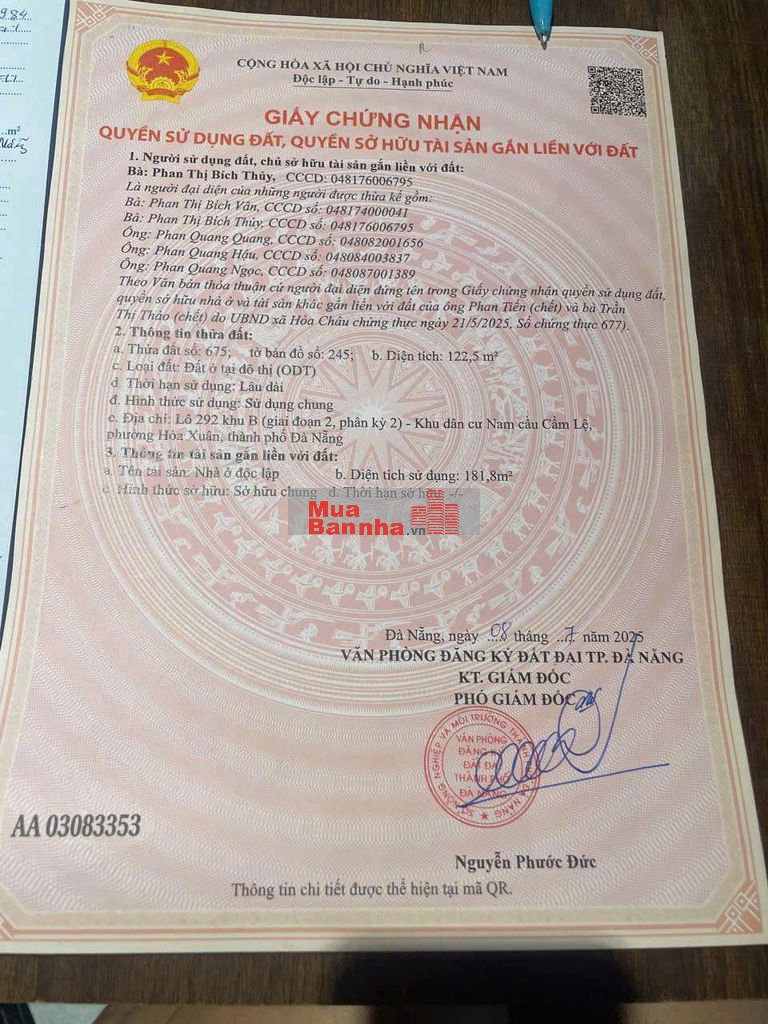 984
m²
CỘNG HÒA XÃ HỘI CHỦ NGHĨA VIỆT NAM
Độc lập - Tự do - Hạnh phúc
GIẤY CHỨNG NHẬN
QUYỀN SỬ DỤNG ĐẤT, QUYỀN SỞ HỮU TÀI SẢN GẮN LIỀN VỚI ĐẤT
1. Người sử dụng đất, chủ sở hữu tài sản gắn liền với đất:
Bà: Phan Thị Bích Thủy, CCCD: 048176006795
Là người đại diện của những người được thừa kế gồm:
Bà: Phan Thị Bích Vân, CCCD số: 048174000041
Bà: Phan Thị Bích Thủy, CCCD số: 048176006795
Ông: Phan Quang Quang, CCCD số: 048082001656
Ông: Phan Quang Hậu, CCCD số: 048084003837
Ông: Phan Quang Ngọc, CCCD số: 048087001389
Theo Văn bản thỏa thuận cử người đại diện đứng tên trong Giấy chứng nhận quyền sử dụng đất,
quyền sở hữu nhà ở và tài sản khác gắn liền với đất của ông Phan Tiến (chết) và bà Trần
Thị Thảo (chết) do UBND xã Hòa Châu chứng thực ngày 21/5/2025, Số chứng thực 677).
2. Thông tin thửa đất:
a. Thửa đất số: 675; tờ bản đồ số: 245; b. Diện tích: 122,5 m²
c. Loại đất: Đất ở tại đô thị (ODT)
d. Thời hạn sử dụng: Lâu dài
đ. Hình thức sử dụng: Sử dụng chung
e. Địa chỉ: Lô 292 khu B (giai đoạn 2, phân kỳ 2) - Khu dân cư Nam cầu Cẩm Lệ,
phường Hòa Xuân, thành phố Đà Nẵng
3. Thông tin tài sản gắn liền với đất:
a. Tên tài sản: Nhà ở độc lập b. Diện tích sử dụng: 181,8m²
c. Hình thức sở hữu: Sở hữu chung d. Thời hạn sở hữu: -/-
Mua
Bannha.vn
Đà Nẵng, ngày 08 tháng 7 năm 2025
VĂN PHÒNG ĐĂNG KÝ ĐẤT ĐAI TP. ĐÀ NẴNG
KT. GIÁM ĐỐC
PHÓ GIÁM ĐỐC
VĂN PHÒNG
ĐĂNG KÝ
ĐẤT ĐAI
THÀNH PHỐ
ĐÀ NẴNG
AA 03083353
Nguyễn Phước Đức
Thông tin chi tiết được thể hiện tại mã QR.